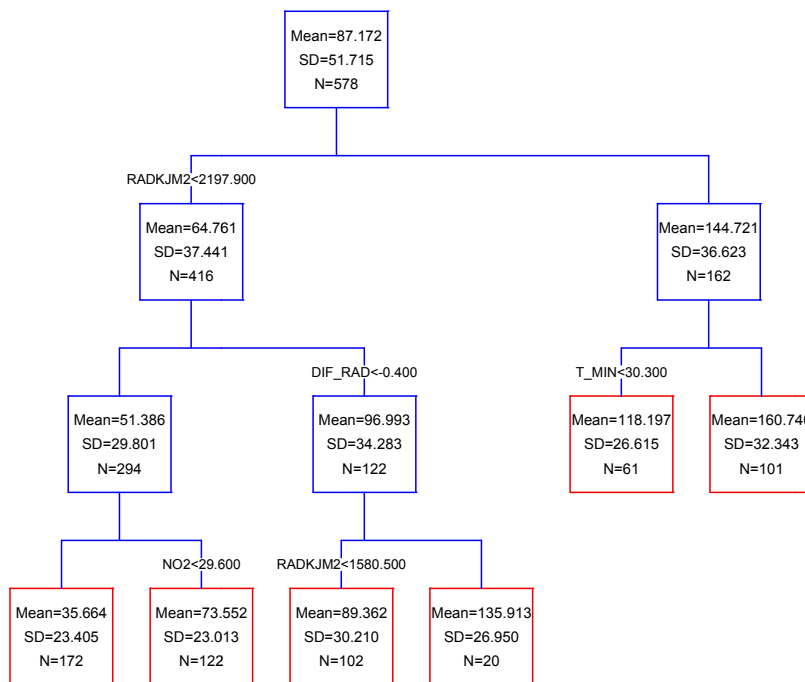 Mean=87.172
SD=51.715
N=578
RADKJM2<2197.900
Mean=64.761
SD=37.441
N=416
Mean=144.721
SD=36.623
N=162
DIF_RAD<-0.400
T_MIN<30.300
Mean=51.386
SD=29.801
N=294
Mean=96.993
SD=34.283
N=122
Mean=118.197
SD=26.615
N=61
Mean=160.740
SD=32.343
N=101
NO2<29.600
RADKJM2<1580.500
Mean=35.664
SD=23.405
N=172
Mean=73.552
SD=23.013
N=122
Mean=89.362
SD=30.210
N=102
Mean=135.913
SD=26.950
N=20